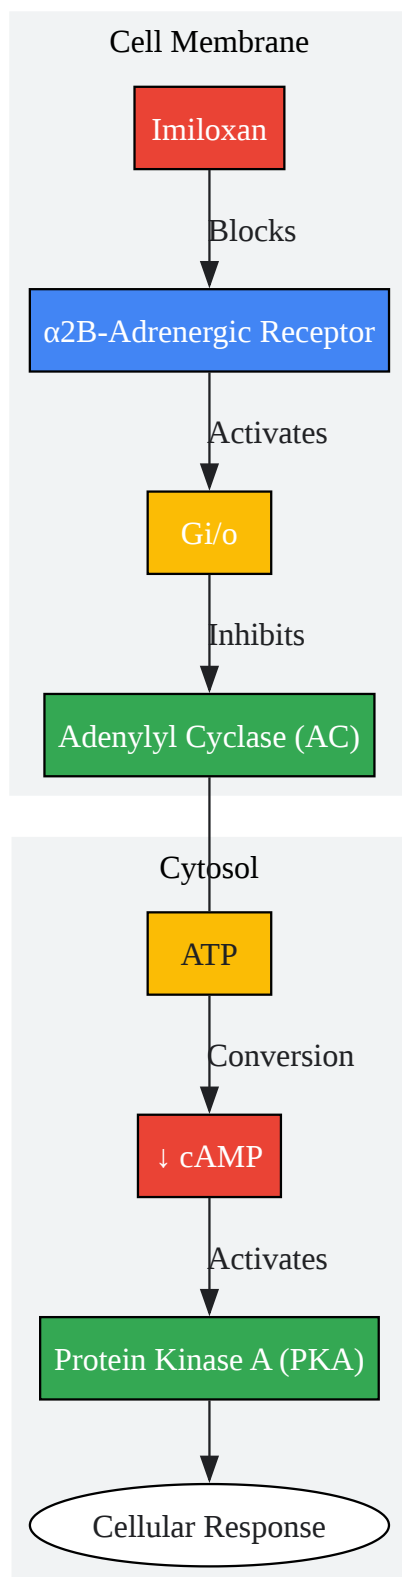 Cell Membrane
Imiloxan
Blocks
α2B-Adrenergic Receptor
Activates
Gi/o
Inhibits
Adenylyl Cyclase (AC)
Cytosol
ATP
Conversion
↓ cAMP
Activates
Protein Kinase A (PKA)
Cellular Response